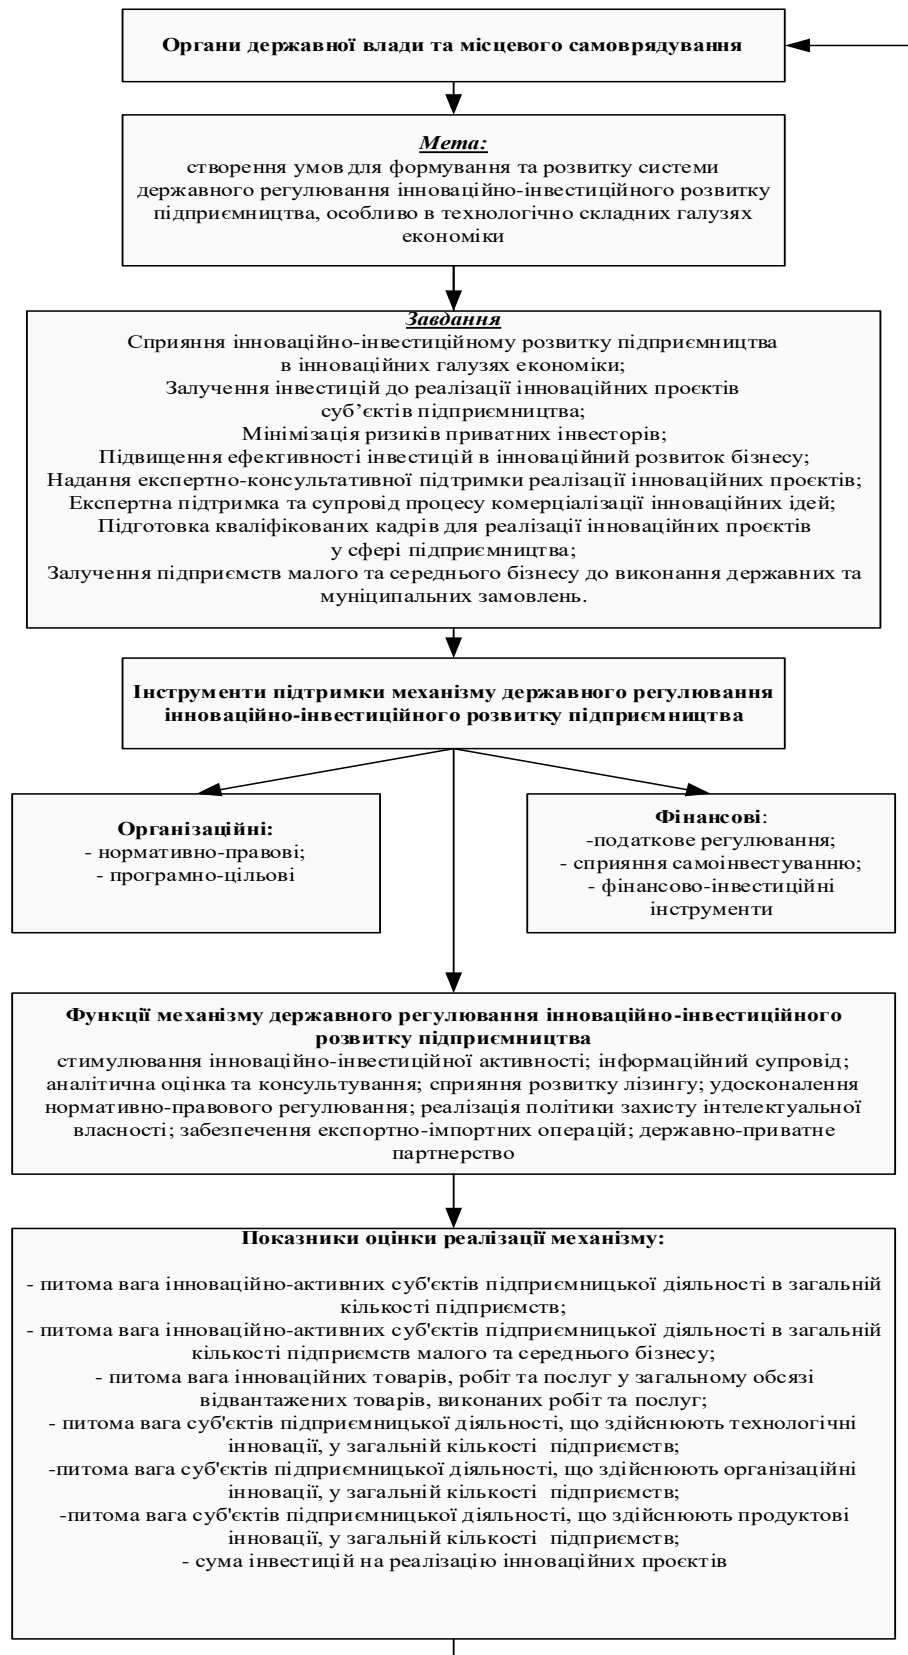 Органи державної влади та місцевого самоврядування
Мета:
створення умов для формування та розвитку системи
державного регулювання інноваційно-інвестиційного розвитку
підприємництва, особливо в технологічно складних галузях
економіки
Завдання
Сприяння інноваційно-інвестиційному розвитку підприємництва
в інноваційних галузях економіки;
Залучення інвестицій до реалізації інноваційних проєктів
суб’єктів підприємництва;
Мінімізація ризиків приватних інвесторів;
Підвищення ефективності інвестицій в інноваційний розвиток бізнесу;
Надання експертно-консультативної підтримки реалізації інноваційних проєктів;
Експертна підтримка та супровід процесу комерціалізації інноваційних ідей;
Підготовка кваліфікованих кадрів для реалізації інноваційних проєктів
у сфері підприємництва;
Залучення підприємств малого та середнього бізнесу до виконання державних та
муніципальних замовлень.
Інструменти підтримки механізму державного регулювання
інноваційно-інвестиційного розвитку підприємництва
Організаційні:
- нормативно-правові;
- програмно-цільові
Фінансові:
-податкове регулювання;
- сприяння самоінвестуванню;
- фінансово-інвестиційні
інструменти
Функції механізму державного регулювання інноваційно-інвестиційного
розвитку підприємництва
стимулювання інноваційно-інвестиційної активності; інформаційний супровід;
аналітична оцінка та консультування; сприяння розвитку лізингу; удосконалення
нормативно-правового регулювання; реалізація політики захисту інтелектуальної
власності; забезпечення експортно-імпортних операцій; державно-приватне
партнерство
Показники оцінки реалізації механізму:
- питома вага інноваційно-активних суб'єктів підприємницької діяльності в загальній
кількості підприємств;
- питома вага інноваційно-активних суб'єктів підприємницької діяльності в загальній
кількості підприємств малого та середнього бізнесу;
- питома вага інноваційних товарів, робіт та послуг у загальному обсязі
відвантажених товарів, виконаних робіт та послуг;
- питома вага суб'єктів підприємницької діяльності, що здійснюють технологічні
інновації, у загальній кількості  підприємств;
-питома вага суб'єктів підприємницької діяльності, що здійснюють організаційні
інновації, у загальній кількості  підприємств;
-питома вага суб'єктів підприємницької діяльності, що здійснюють продуктові
інновації, у загальній кількості  підприємств;
- сума інвестицій на реалізацію інноваційних проєктів